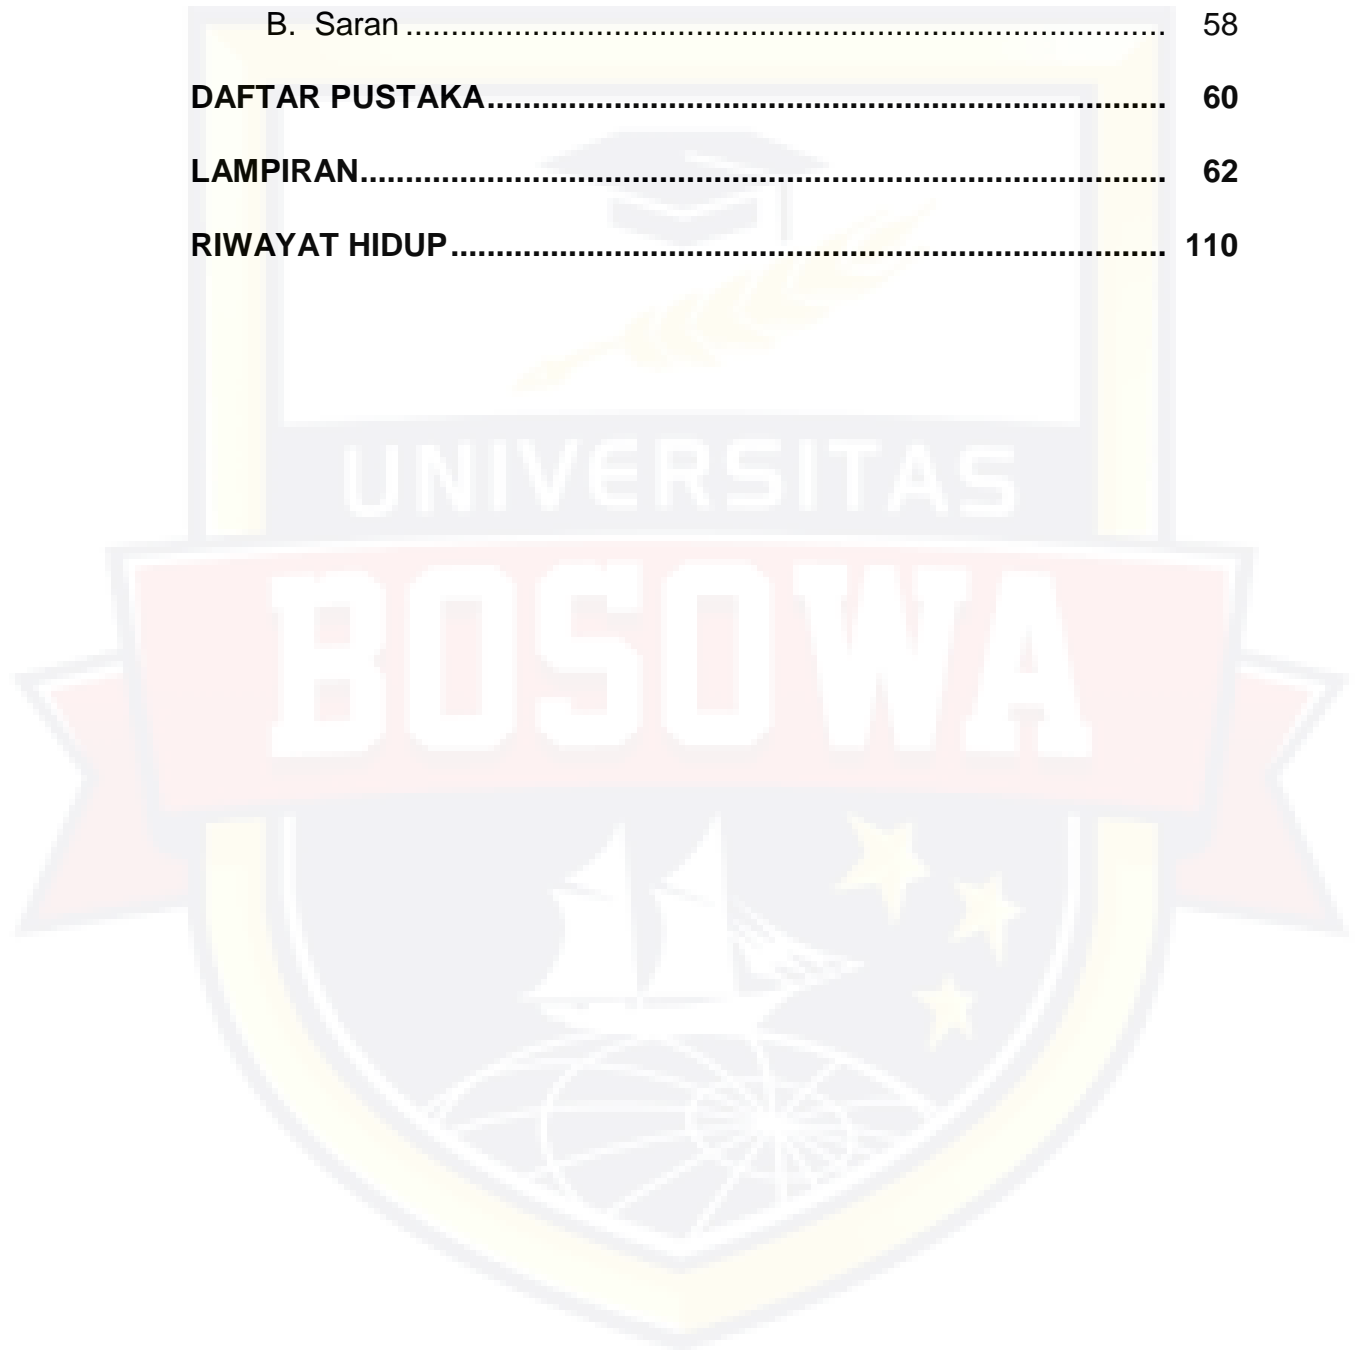 B. Saran ..................................................................................... 58
DAFTAR PUSTAKA........................................................................... 60
LAMPIRAN......................................................................................... 62
RIWAYAT HIDUP............................................................................... 110
UNIVERSITAS
BOSOWA